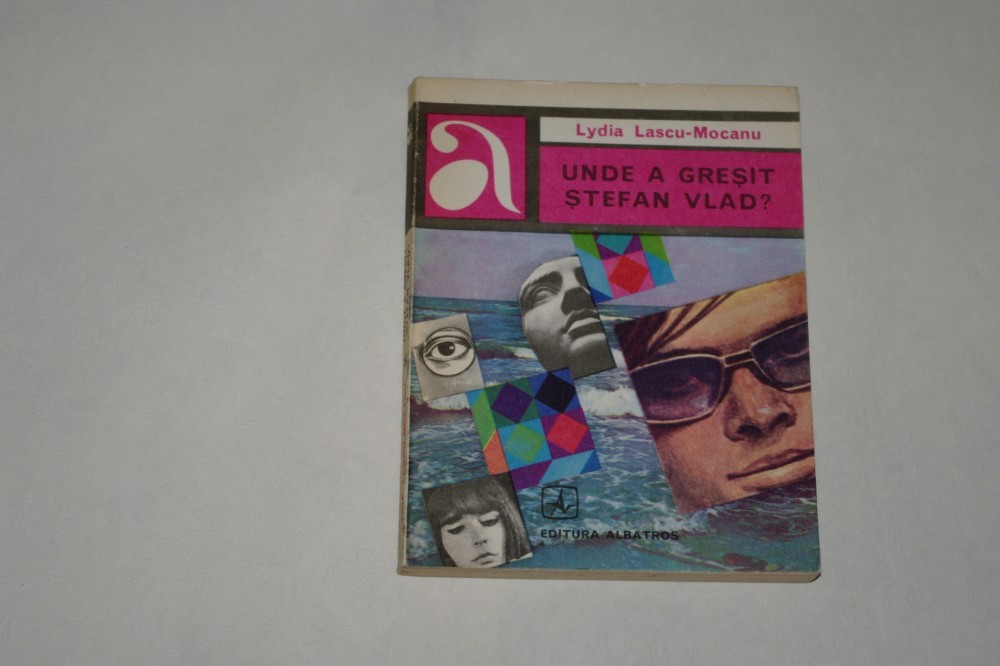 a
Lydia Lascu-Mocanu
UNDE A GREȘIT
ȘTEFAN VLAD?
EDITURA ALBATROS